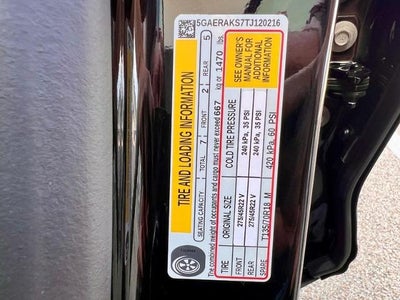 5GAERAKS7TJ120216
TIRE AND LOADING INFORMATION
SEATING CAPACITY TOTAL 7 FRONT 2 REAR 5
The combined weight of occupants and cargo must never exceed 667 kg or 1470 lbs.
TIRE ORIGINAL SIZE COLD TIRE PRESSURE
FRONT 275/45R22 V 240 kPa, 35 PSI
REAR 275/45R22 V 240 kPa, 35 PSI
SPARE T135/70R18 M 420 kPa, 60 PSI
SEE OWNER'S
MANUAL FOR
ADDITIONAL
INFORMATION